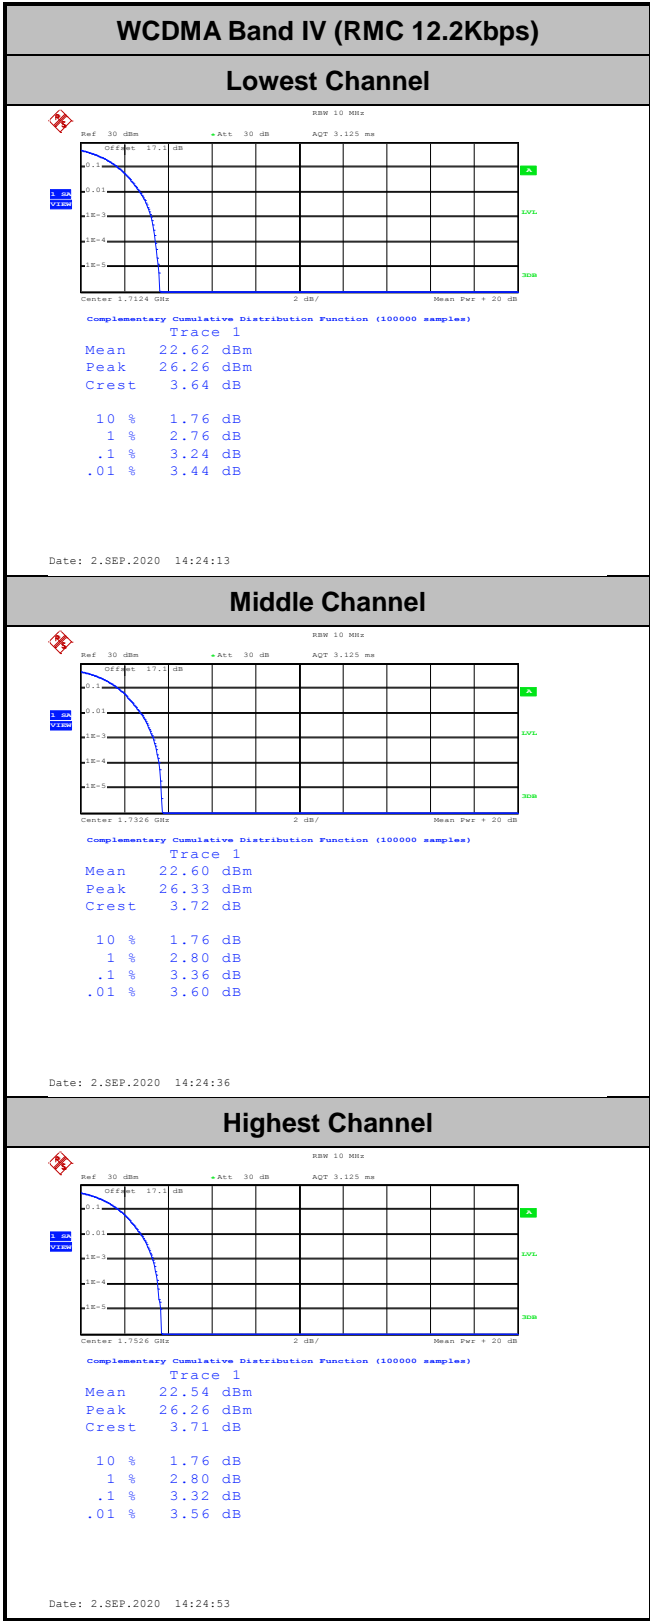 WCDMA Band IV (RMC 12.2Kbps)
Lowest Channel
RBW 10 MHz
Ref 30 dBm *Att 30 dB AQT 3.125 ms
Offset 17.1 dB
0.1
A
0.01
1 SA
VIEW
1E-3
LVL
1E-4
1E-5
3DB
Center 1.7124 GHz 2 dB/ Mean Pwr + 20 dB
Complementary Cumulative Distribution Function (100000 samples)
Trace 1
Mean 22.62 dBm
Peak 26.26 dBm
Crest 3.64 dB
10 % 1.76 dB
1 % 2.76 dB
.1 % 3.24 dB
.01 % 3.44 dB
Date: 2.SEP.2020 14:24:13
Middle Channel
RBW 10 MHz
Ref 30 dBm *Att 30 dB AQT 3.125 ms
Offset 17.1 dB
0.1
A
0.01
1 SA
VIEW
1E-3
LVL
1E-4
1E-5
3DB
Center 1.7326 GHz 2 dB/ Mean Pwr + 20 dB
Complementary Cumulative Distribution Function (100000 samples)
Trace 1
Mean 22.60 dBm
Peak 26.33 dBm
Crest 3.72 dB
10 % 1.76 dB
1 % 2.80 dB
.1 % 3.36 dB
.01 % 3.60 dB
Date: 2.SEP.2020 14:24:36
Highest Channel
RBW 10 MHz
Ref 30 dBm *Att 30 dB AQT 3.125 ms
Offset 17.1 dB
0.1
A
0.01
1 SA
VIEW
1E-3
LVL
1E-4
1E-5
3DB
Center 1.7526 GHz 2 dB/ Mean Pwr + 20 dB
Complementary Cumulative Distribution Function (100000 samples)
Trace 1
Mean 22.54 dBm
Peak 26.26 dBm
Crest 3.71 dB
10 % 1.76 dB
1 % 2.80 dB
.1 % 3.32 dB
.01 % 3.56 dB
Date: 2.SEP.2020 14:24:53